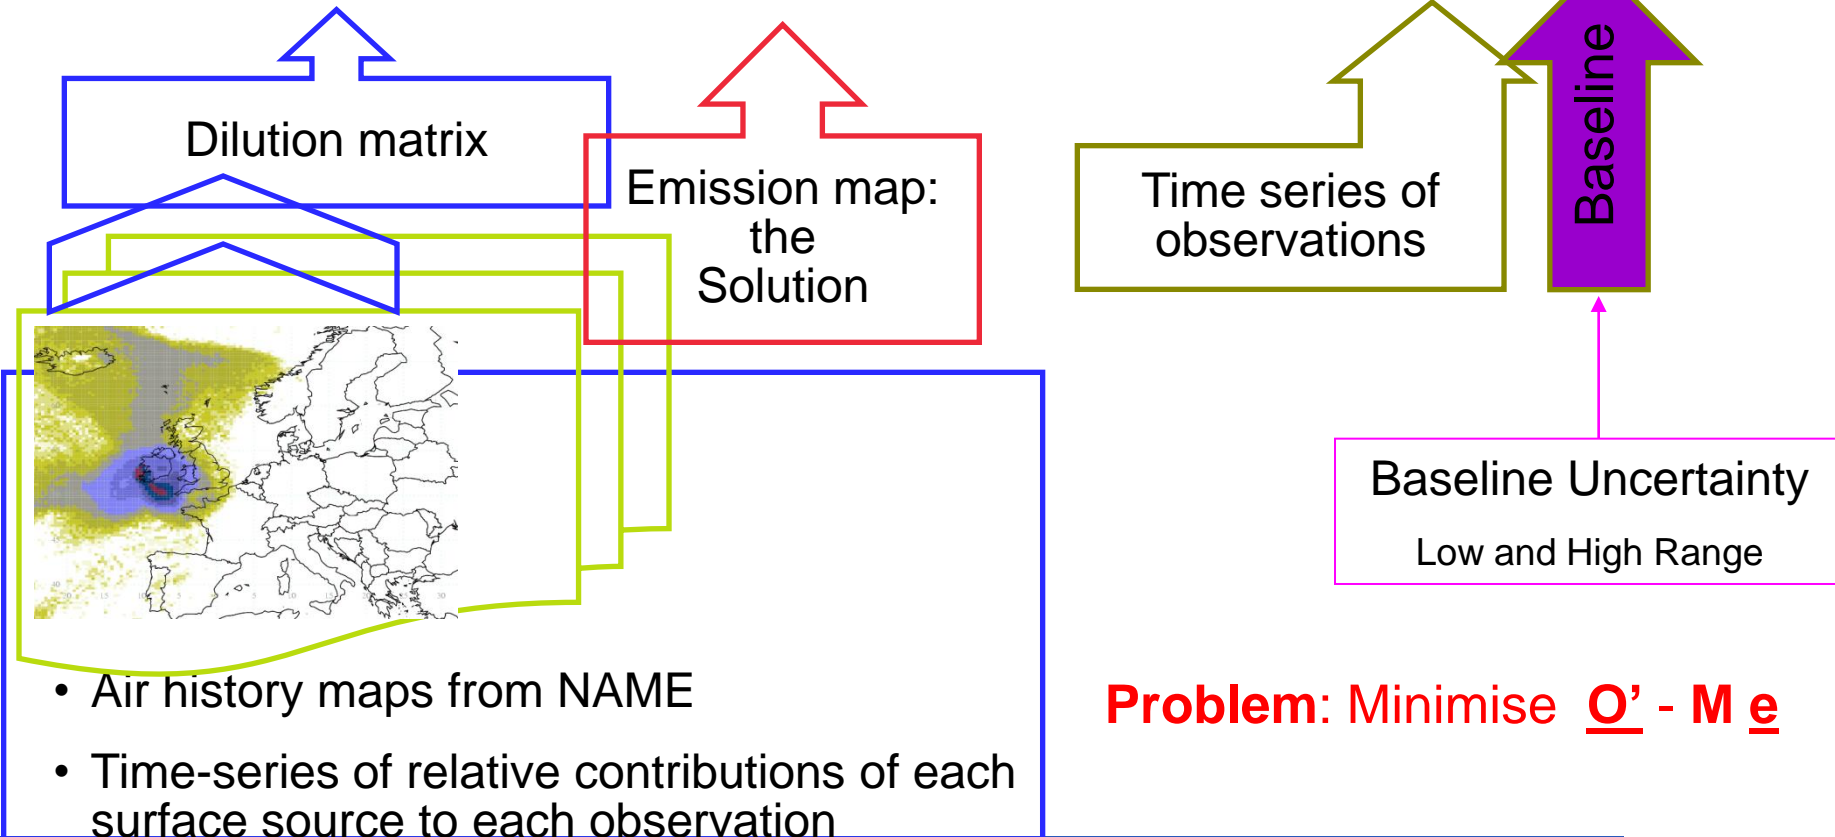 Dilution matrix
Emission map:
the
Solution
Time series of
observations
Baseline
Baseline Uncertainty
Low and High Range
• Air history maps from NAME
• Time-series of relative contributions of each
surface source to each observation
Problem: Minimise O’ - M e